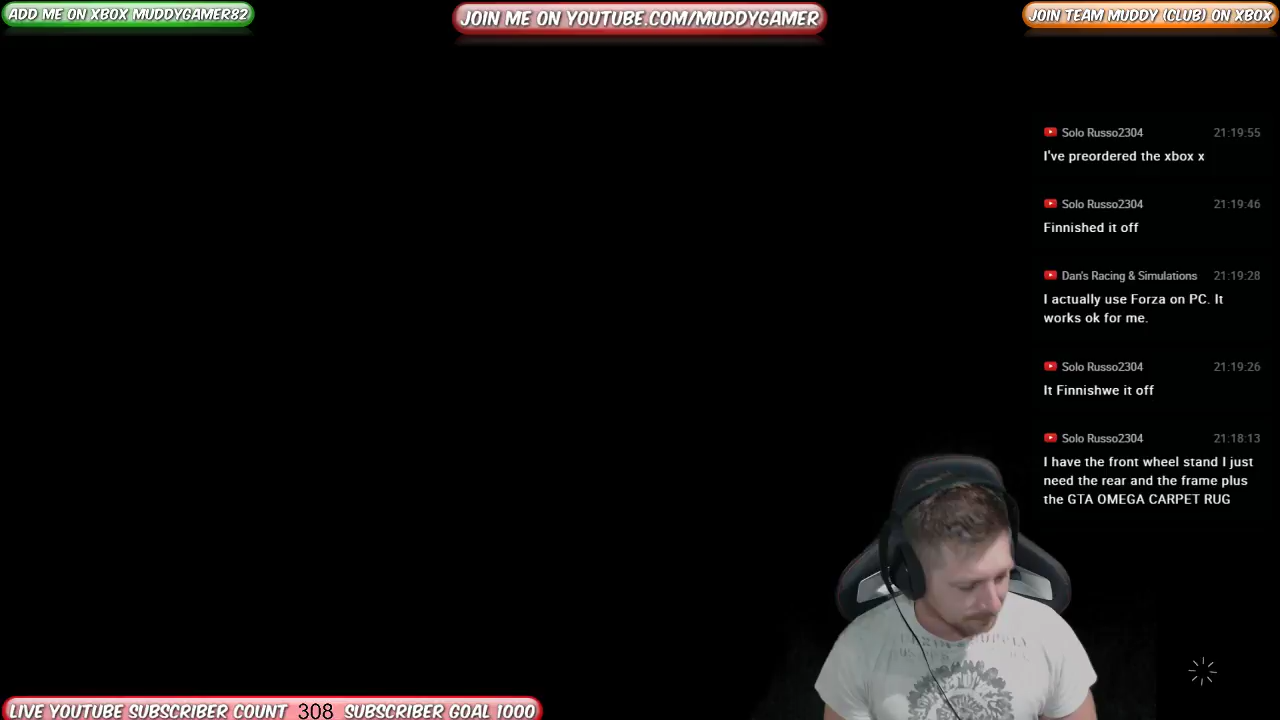 ADD ME ON XBOX MUDDYGAMER82
JOIN ME ON YOUTUBE.COM/MUDDYGAMER
JOIN TEAM MUDDY (CLUB) ON XBOX
Solo Russo2304 21:19:55
I've preordered the xbox x
Solo Russo2304 21:19:46
Finnished it off
Dan's Racing & Simulations 21:19:28
I actually use Forza on PC. It
works ok for me.
Solo Russo2304 21:19:26
It Finnishwe it off
Solo Russo2304 21:18:13
I have the front wheel stand I just
need the rear and the frame plus
the GTA OMEGA CARPET RUG
LIVE YOUTUBE SUBSCRIBER COUNT 308 SUBSCRIBER GOAL 1000